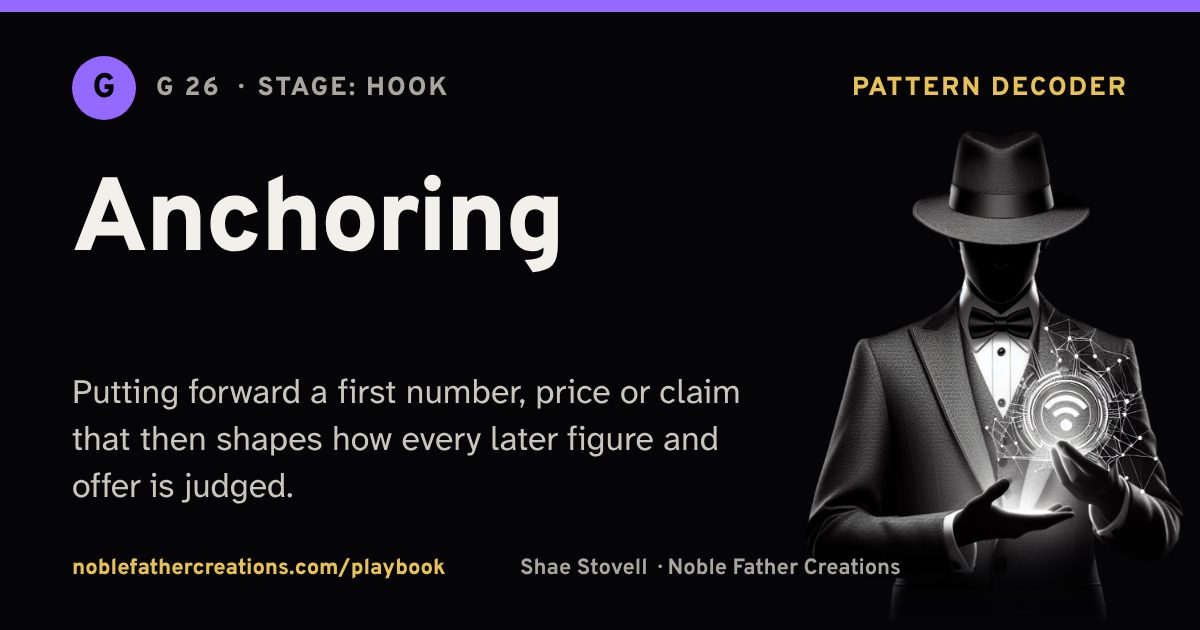 G
G 26 · STAGE: HOOK
PATTERN DECODER
Anchoring
Putting forward a first number, price or claim
that then shapes how every later figure and
offer is judged.
noblefathercreations.com/playbook
Shae Stovell · Noble Father Creations